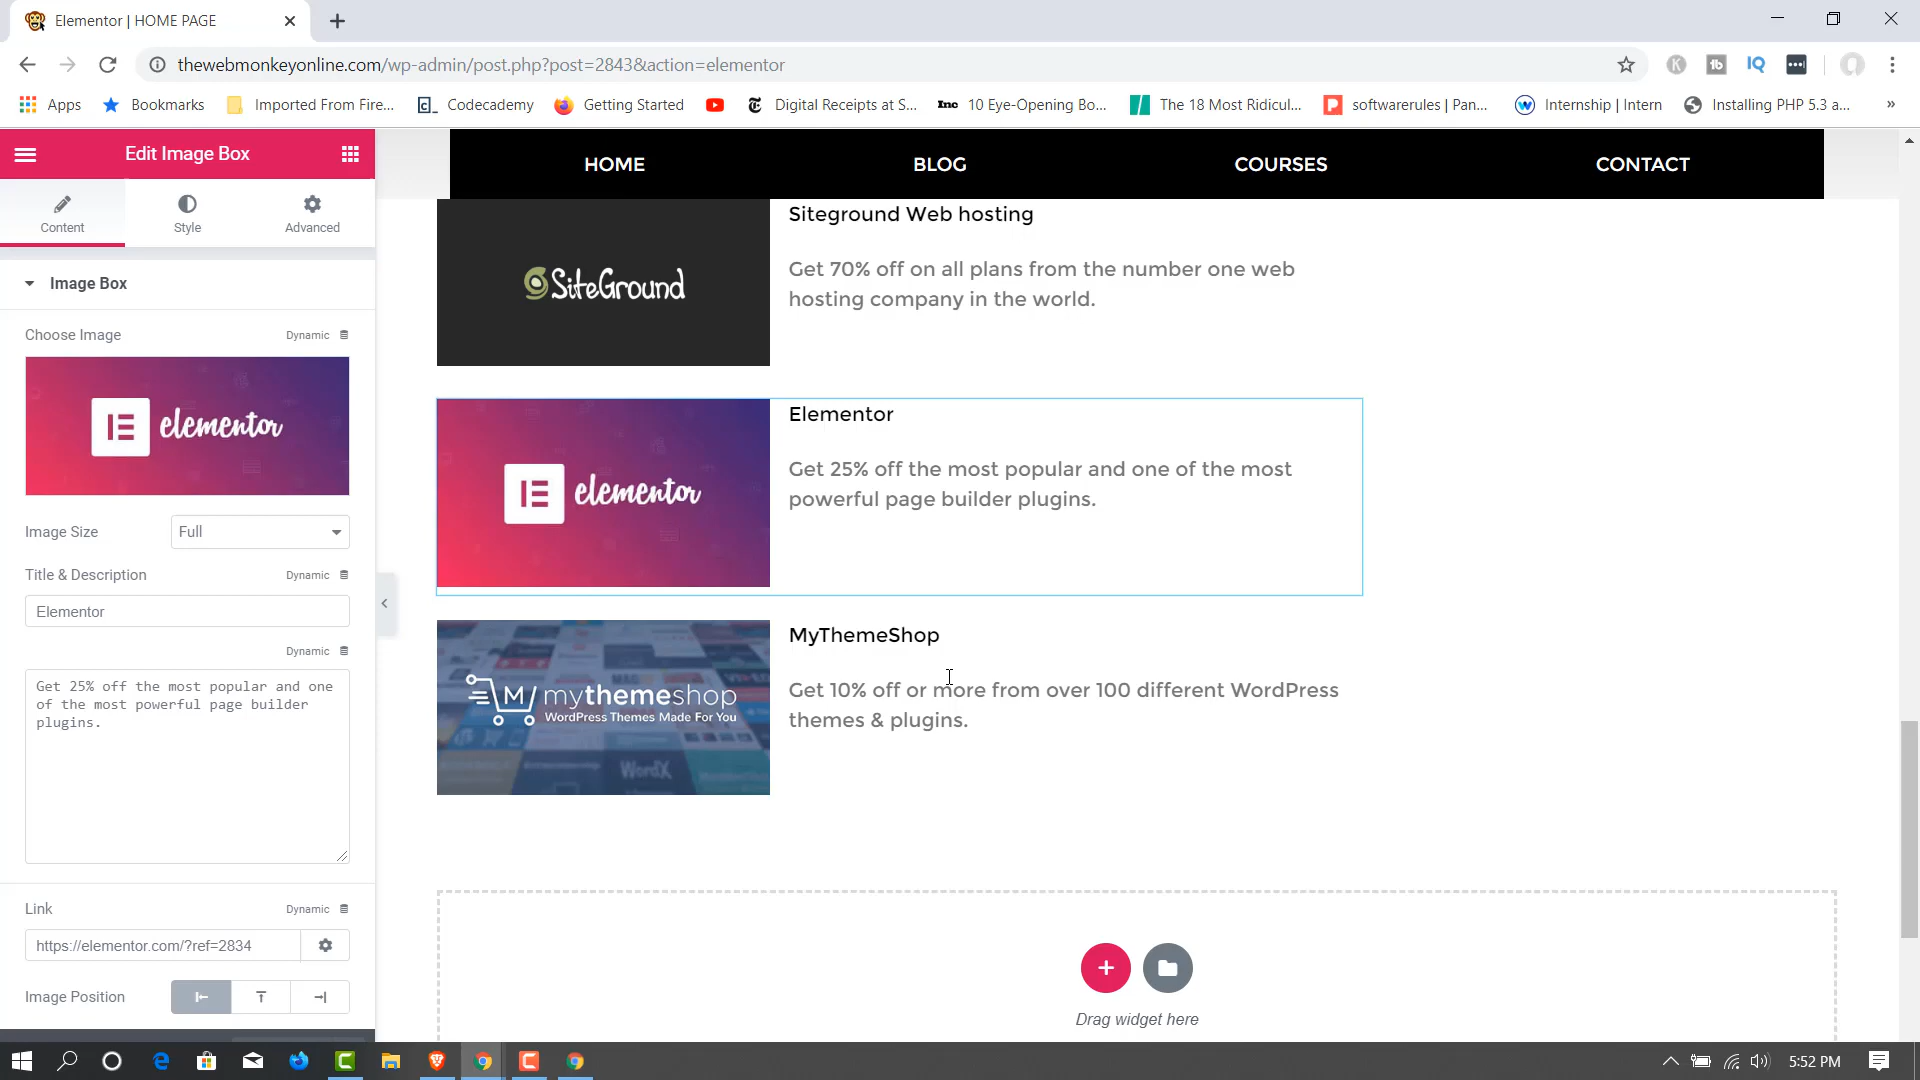 Elementor | HOME PAGE
thewebmonkeyonline.com/wp-admin/post.php?post=2843&action=elementor
K tb IQ
Apps Bookmarks Imported From Fire... Codecademy Getting Started Digital Receipts at S... Inc 10 Eye-Opening Bo... The 18 Most Ridicul... softwarerules | Pan... Internship | Intern Installing PHP 5.3 a... »
Edit Image Box
HOME BLOG COURSES CONTACT
Content Style Advanced
Image Box
Choose Image Dynamic
elementor
Image Size Full
Title & Description Dynamic
Elementor
Dynamic
Get 25% off the most popular and one
of the most powerful page builder
plugins.
Link Dynamic
https://elementor.com/?ref=2834
Image Position
SiteGround
Siteground Web hosting
Get 70% off on all plans from the number one web
hosting company in the world.
elementor
Elementor
Get 25% off the most popular and one of the most
powerful page builder plugins.
M mythemeshop
WordPress Themes Made For You
WordX
MyThemeShop
Get 10% off or more from over 100 different WordPress
themes & plugins.
Drag widget here
5:52 PM